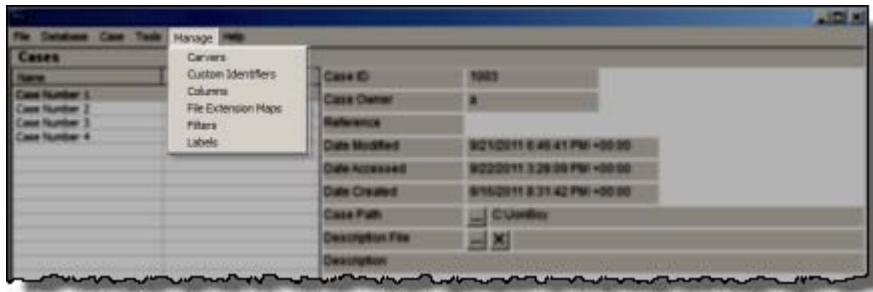 File Database Case Tools Manage Help
Cases
Name
Case Number 1
Case Number 2
Case Number 3
Case Number 4
Carvers
Custom Identifiers
Columns
File Extension Maps
Filters
Labels
Case ID 1003
Case Owner a
Reference
Date Modified 9/21/2011 6:46:41 PM +00:00
Date Accessed 9/22/2011 3:28:09 PM +00:00
Date Created 9/16/2011 8:31:42 PM +00:00
Case Path ... C:\JonBoy
Description File ... X
Description